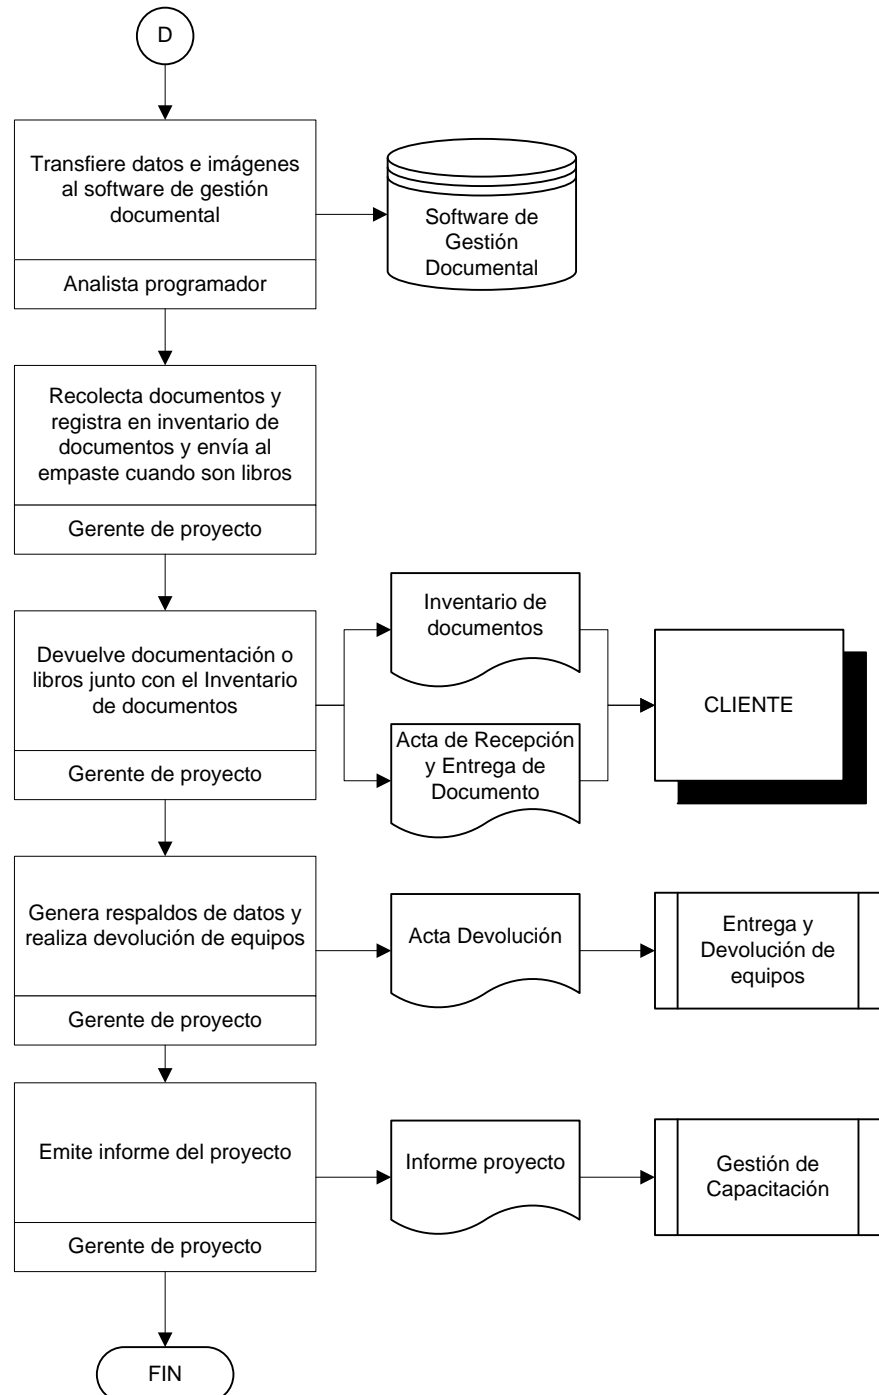 D
Transfiere datos e imágenes
al software de gestión
documental
Analista programador
Software de
Gestión
Documental
Recolecta documentos y
registra en inventario de
documentos y envía al
empaste cuando son libros
Gerente de proyecto
Devuelve documentación o
libros junto con el Inventario
de documentos
Gerente de proyecto
Inventario de
documentos
Acta de Recepción
y Entrega de
Documento
CLIENTE
Genera respaldos de datos y
realiza devolución de equipos
Gerente de proyecto
Acta Devolución
Entrega y
Devolución de
equipos
Emite informe del proyecto
Gerente de proyecto
Informe proyecto
Gestión de
Capacitación
FIN